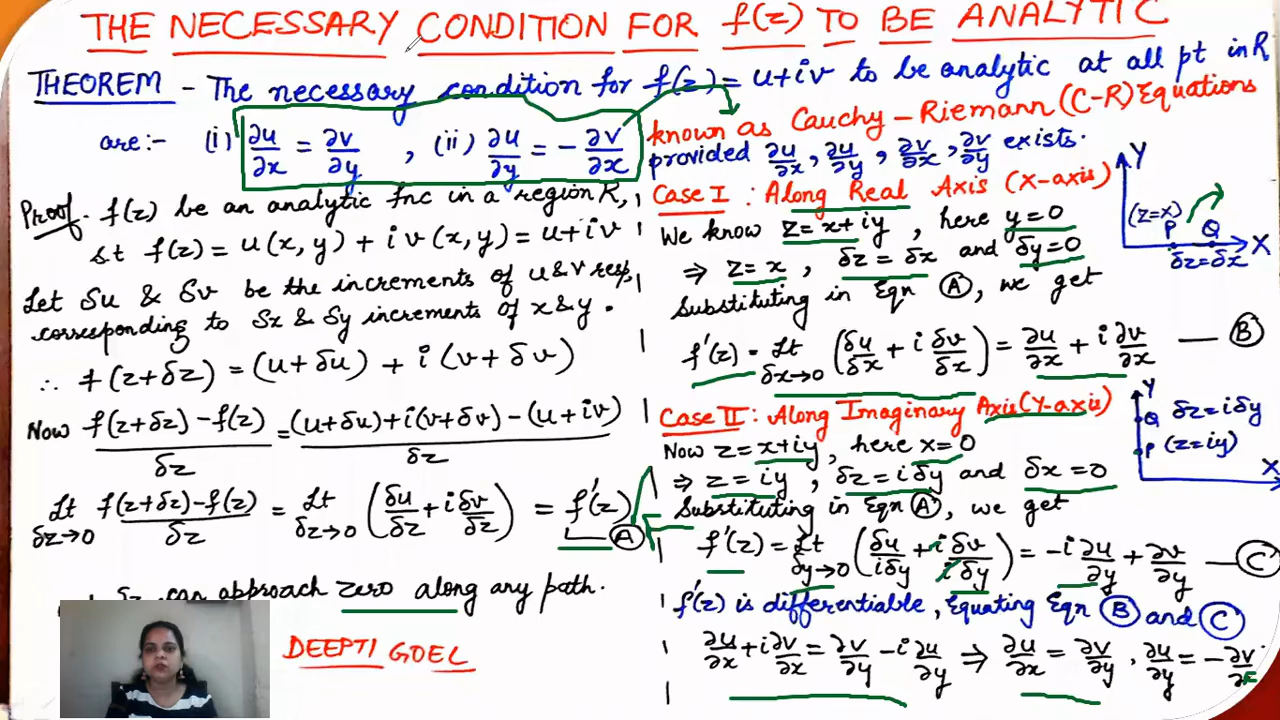 THE NECESSARY CONDITION FOR f(z) TO BE ANALYTIC
THEOREM - The necessary condition for f(z) = u+iv to be analytic at all pt in R
are:- (i) ∂u/∂x = ∂v/∂y , (ii) ∂u/∂y = - ∂v/∂x
known as Cauchy-Riemann (C-R) Equations
provided ∂u/∂x, ∂u/∂y, ∂v/∂x, ∂v/∂y exists.
Proof. f(z) be an analytic fnc in a region R,
st f(z) = u(x,y) + i v(x,y) = u+iv
Let δu & δv be the increments of u & v resp,
corresponding to δx & δy increments of x & y.
∴ f(z+δz) = (u+δu) + i(v+δv)
Now f(z+δz) - f(z)/δz = (u+δu)+i(v+δv) - (u+iv)/δz
Lt δz→0 f(z+δz)-f(z)/δz = Lt δz→0 (δu/δz + i δv/δz) = f'(z) (A)
δz can approach zero along any path.
DEEPTI GOEL
Case I : Along Real Axis (X-axis)
We know z = x+iy , here y=0
⇒ z = x , δz = δx and δy=0
Substituting in Eqn (A), we get
f'(z) = Lt δx→0 (δu/δx + i δv/δx) = ∂u/∂x + i ∂v/∂x — (B)
Y
(z=x)
P Q X
δz=δx
Case II : Along Imaginary Axis (Y-axis)
Now z = x+iy , here x=0
⇒ z = iy , δz = iδy and δx = 0
Substituting in Eqn (A), we get
f'(z) = Lt δy→0 (δu/iδy + i δv/i δy) = -i ∂u/∂y + ∂v/∂y — (C)
Y
Q δz=iδy
P (z=iy)
X
f'(z) is differentiable, Equating Eqn (B) and (C)
∂u/∂x + i∂v/∂x = ∂v/∂y - i ∂u/∂y ⇒ ∂u/∂x = ∂v/∂y , ∂u/∂y = - ∂v